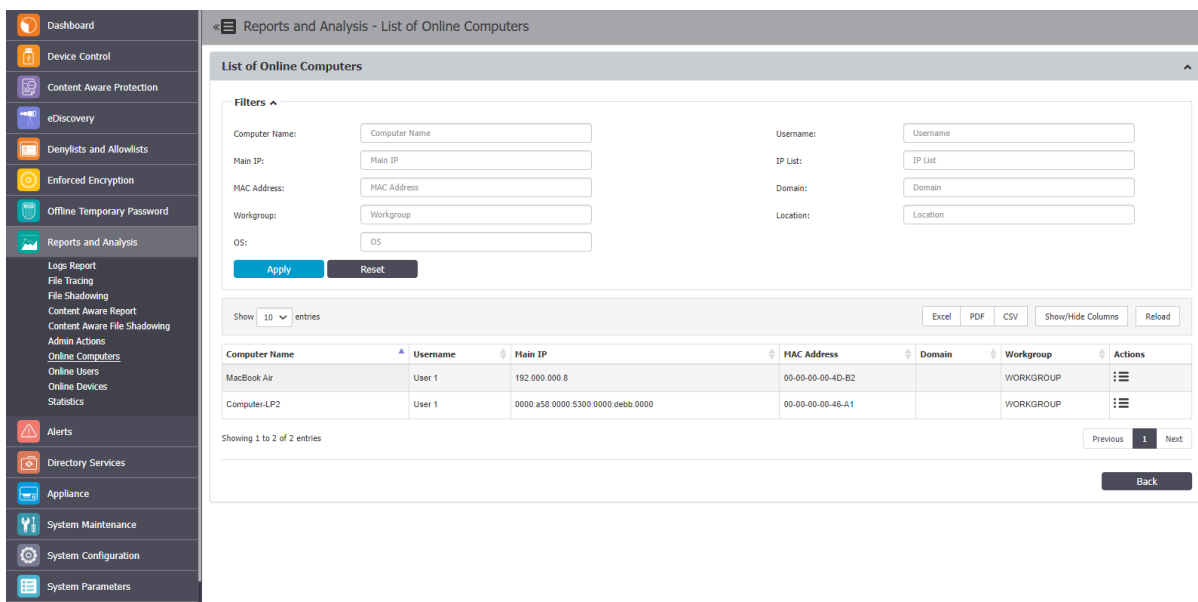 Dashboard
Device Control
Content Aware Protection
eDiscovery
Denylists and Allowlists
Enforced Encryption
Offline Temporary Password
Reports and Analysis
Logs Report
File Tracing
File Shadowing
Content Aware Report
Content Aware File Shadowing
Admin Actions
Online Computers
Online Users
Online Devices
Statistics
Alerts
Directory Services
Appliance
System Maintenance
System Configuration
System Parameters
« Reports and Analysis - List of Online Computers
List of Online Computers
Filters
Computer Name: Computer Name Username: Username
Main IP: Main IP IP List: IP List
MAC Address: MAC Address Domain: Domain
Workgroup: Workgroup Location: Location
OS: OS
Apply Reset
Show 10 entries Excel PDF CSV Show/Hide Columns Reload
Computer Name Username Main IP MAC Address Domain Workgroup Actions
MacBook Air User 1 192.000.000.8 00-00-00-00-4D-B2 WORKGROUP
Computer-LP2 User 1 0000:a58:0000:5300:0000:debb:0000 00-00-00-00-46-A1 WORKGROUP
Showing 1 to 2 of 2 entries Previous 1 Next
Back